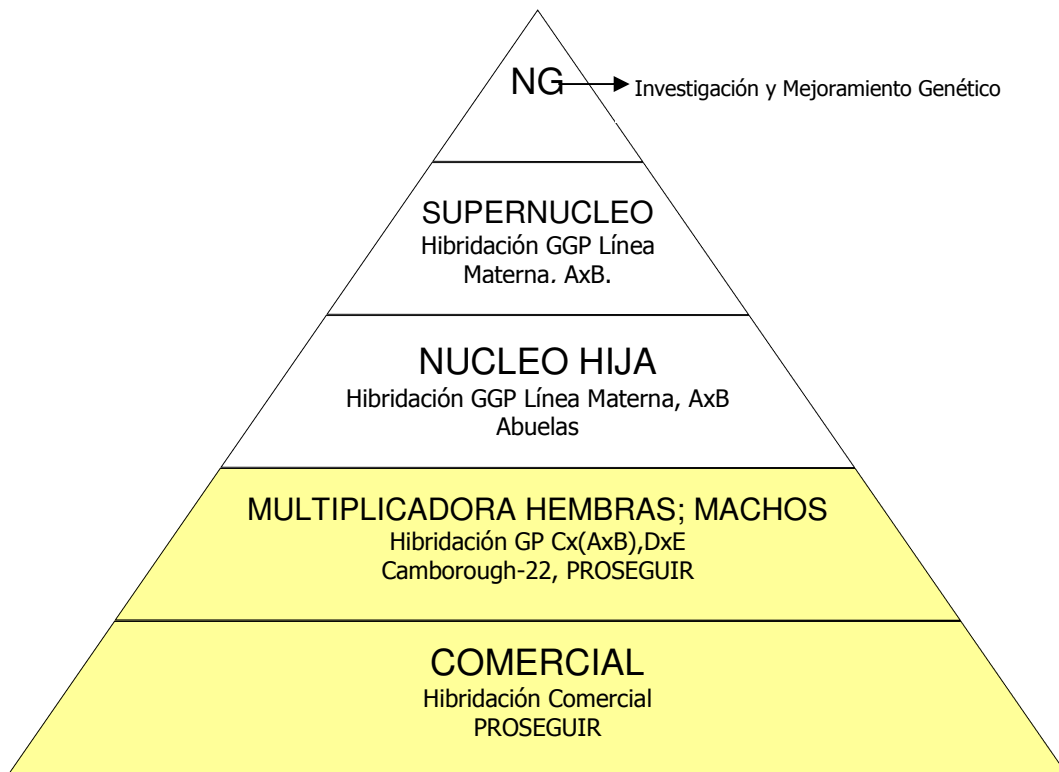 NG
Investigación y Mejoramiento Genético
SUPERNUCLEO
Hibridación GGP Línea
Materna. AxB.
NUCLEO HIJA
Hibridación GGP Línea Materna, AxB
Abuelas
MULTIPLICADORA HEMBRAS; MACHOS
Hibridación GP Cx(AxB),DxE
Camborough-22, PROSEGUIR
COMERCIAL
Hibridación Comercial
PROSEGUIR